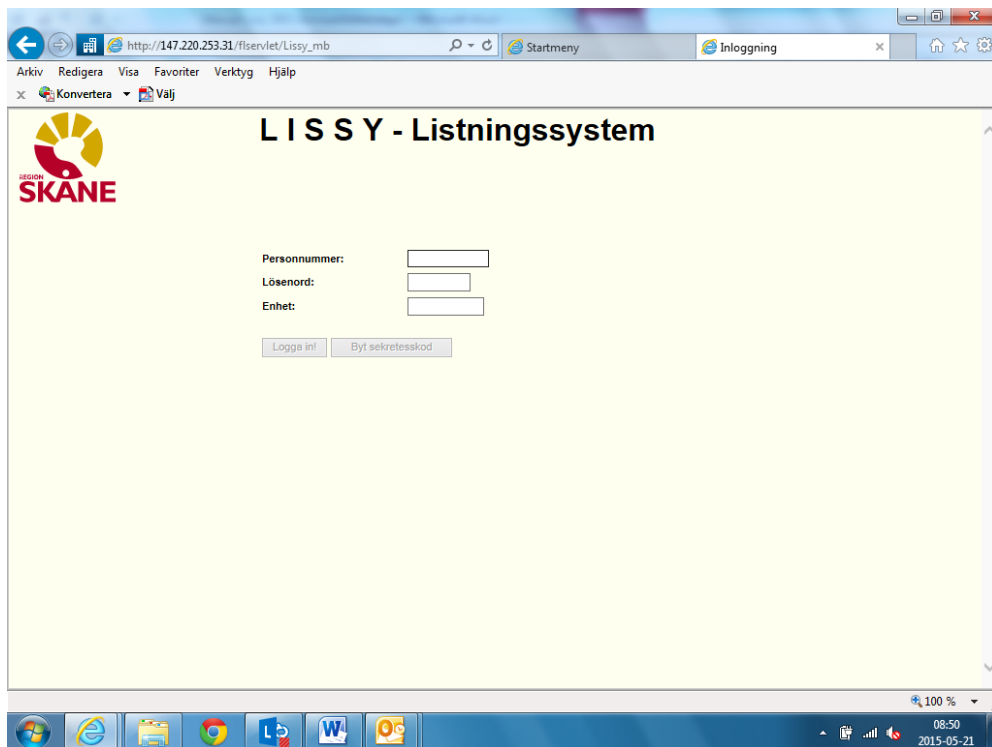 http://147.220.253.31/flservlet/Lissy_mb
Startmeny
Inloggning
Arkiv Redigera Visa Favoriter Verktyg Hjälp
Konvertera Välj
REGION
SKÅNE
L I S S Y - Listningssystem
Personnummer:
Lösenord:
Enhet:
Logga in! Byt sekretesskod
100 %
08:50
2015-05-21